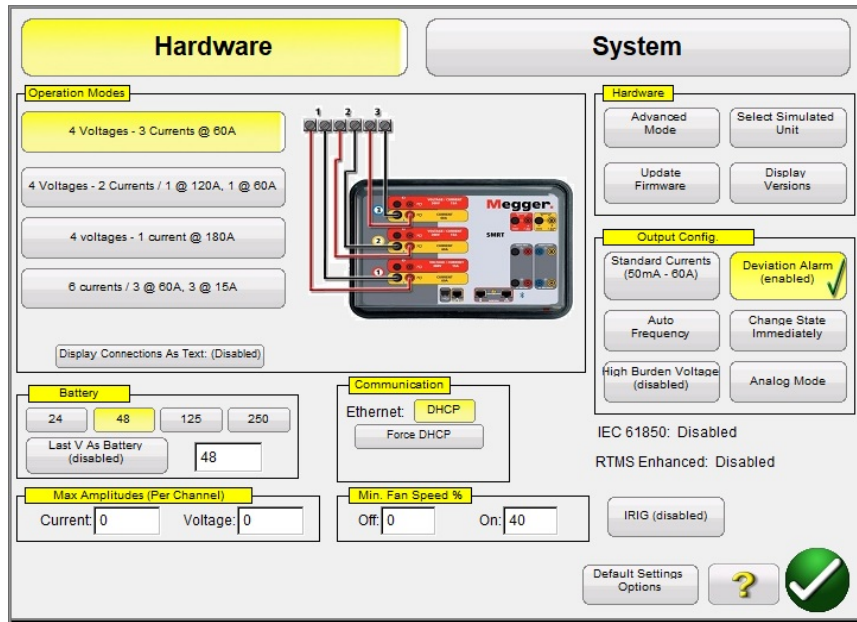 Hardware
System
Operation Modes
4 Voltages - 3 Currents @ 60A
4 Voltages - 2 Currents / 1 @ 120A, 1 @ 60A
4 voltages - 1 current @ 180A
6 currents / 3 @ 60A, 3 @ 15A
Display Connections As Text: (Disabled)
1 2 3
Megger.
SMRT
3
2
1
Hardware
Advanced
Mode
Select Simulated
Unit
Update
Firmware
Display
Versions
Output Config.
Standard Currents
(50mA - 60A)
Deviation Alarm
(enabled)
Auto
Frequency
Change State
Immediately
High Burden Voltage
(disabled)
Analog Mode
Battery
24 48 125 250
Last V As Battery
(disabled)
48
Communication
Ethernet: DHCP
Force DHCP
IEC 61850: Disabled
RTMS Enhanced: Disabled
Max Amplitudes (Per Channel)
Current: 0 Voltage: 0
Min. Fan Speed %
Off: 0 On: 40
IRIG (disabled)
Default Settings
Options
?